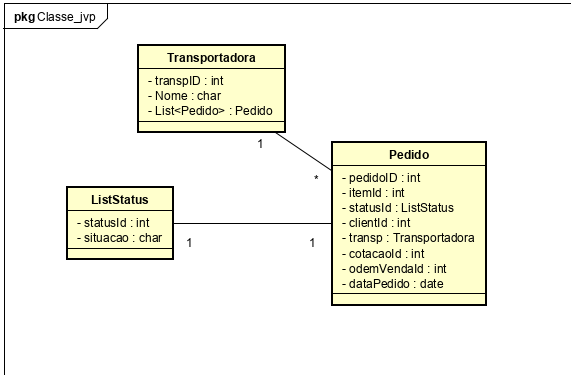 pkg Classe_jvp
Transportadora
- transpID : int
- Nome : char
- List<Pedido> : Pedido
1
*
Pedido
- pedidoID : int
- itemId : int
- statusId : ListStatus
- clientId : int
- transp : Transportadora
- cotacaoId : int
- odemVendaId : int
- dataPedido : date
ListStatus
- statusId : int
- situacao : char
1
1